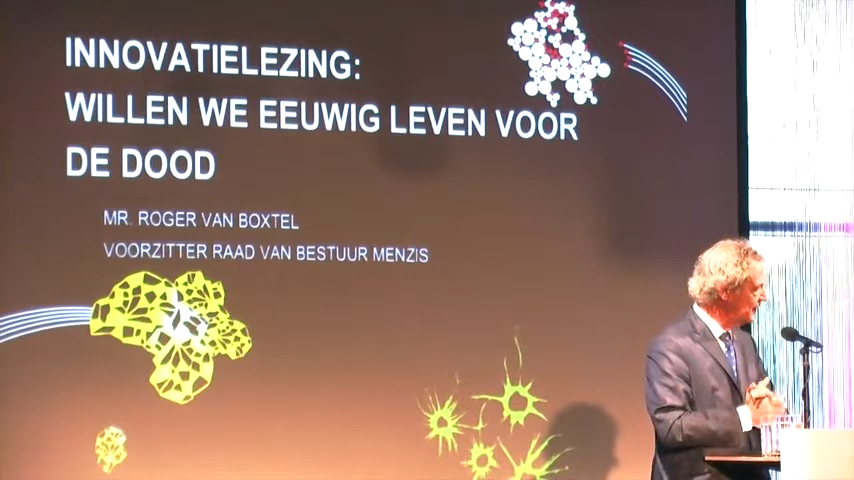 INNOVATIELEZING:
WILLEN WE EEUWIG LEVEN VOOR
DE DOOD
MR. ROGER VAN BOXTEL
VOORZITTER RAAD VAN BESTUUR MENZIS